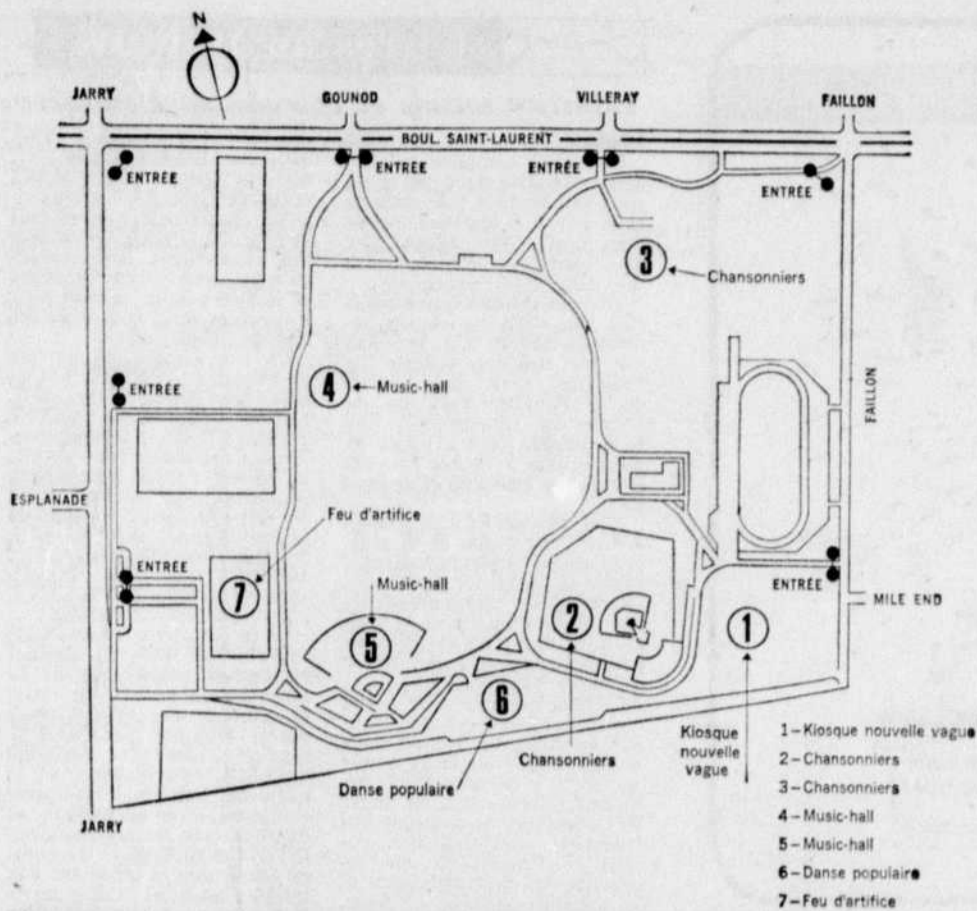 N
JARRY
GOUNOD
VILLERAY
FAILLON
BOUL. SAINT-LAURENT
ENTRÉE
ENTRÉE
ENTRÉE
ENTRÉE
3
Chansonniers
4
Music-hall
ENTRÉE
FAILLON
ESPLANADE
Feu d'artifice
ENTRÉE
Music-hall
ENTRÉE
7
5
2
1
MILE END
6
Danse populaire
Chansonniers
Kiosque
nouvelle
vague
JARRY
1–Kiosque nouvelle vague
2–Chansonniers
3–Chansonniers
4–Music-hall
5–Music-hall
6–Danse populaire
7–Feu d'artifice